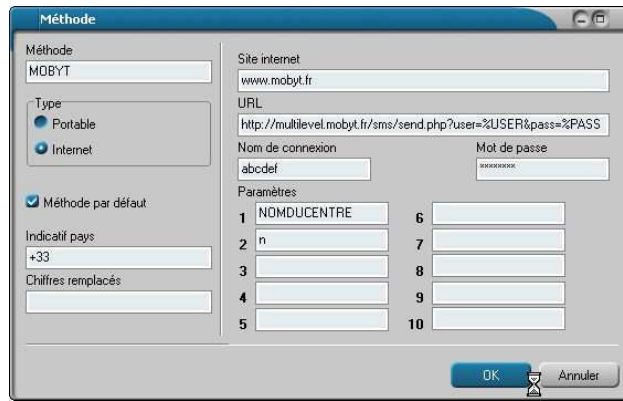 Méthode
Méthode
MOBYT
Type
Portable
Internet
Méthode par défaut
Indicatif pays
+33
Chiffres remplacés
Site internet
www.mobyt.fr
URL
http://multilevel.mobyt.fr/sms/send.php?user=%USER&pass=%PASS
Nom de connexion Mot de passe
abcdef ********
Paramètres
1 NOMDUCENTRE 6
2 n 7
3 8
4 9
5 10
OK Annuler